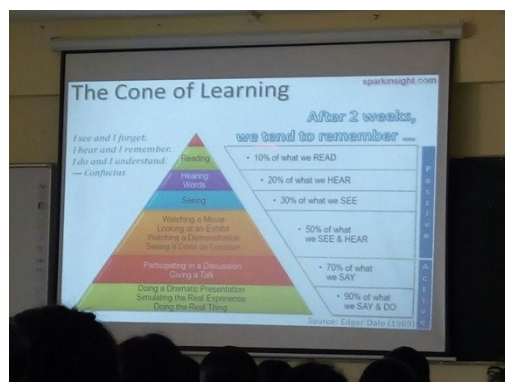 sparkinsight.com
The Cone of Learning
After 2 weeks,
we tend to remember ...
I see and I forget.
I hear and I remember.
I do and I understand.
— Confucius
Reading
Hearing
Words
Seeing
Watching a Movie
Looking at an Exhibit
Watching a Demonstration
Seeing It Done on Location
Participating in a Discussion
Giving a Talk
Doing a Dramatic Presentation
Simulating the Real Experience
Doing the Real Thing
• 10% of what we READ
• 20% of what we HEAR
• 30% of what we SEE
• 50% of what
we SEE & HEAR
• 70% of what
we SAY
• 90% of what
we SAY & DO
Passive
Active
Source: Edgar Dale (1969)